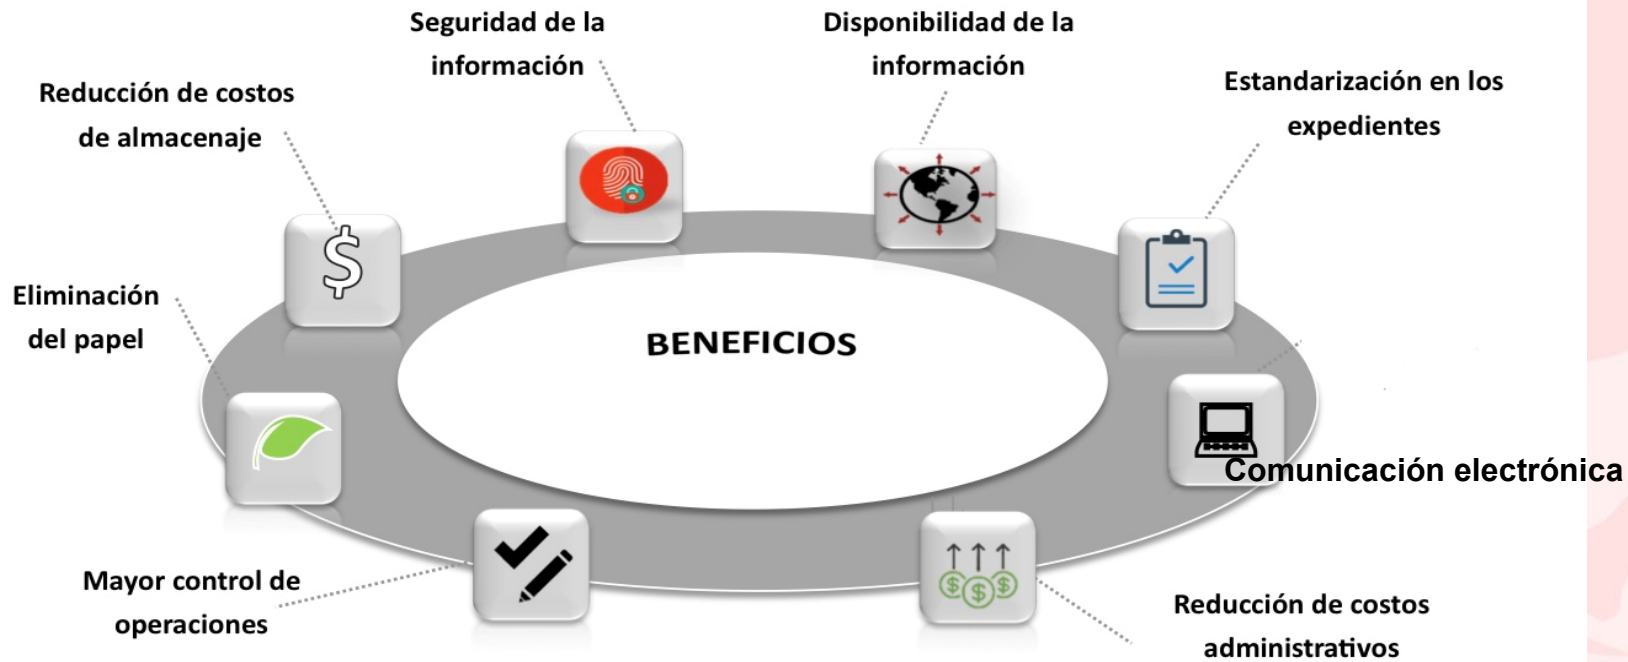 Seguridad de la
información
Disponibilidad de la
información
Reducción de costos
de almacenaje
Estandarización en los
expedientes
$
Eliminación
del papel
BENEFICIOS
Comunicación electrónica
Mayor control de
operaciones
$ $ $
Reducción de costos
administrativos